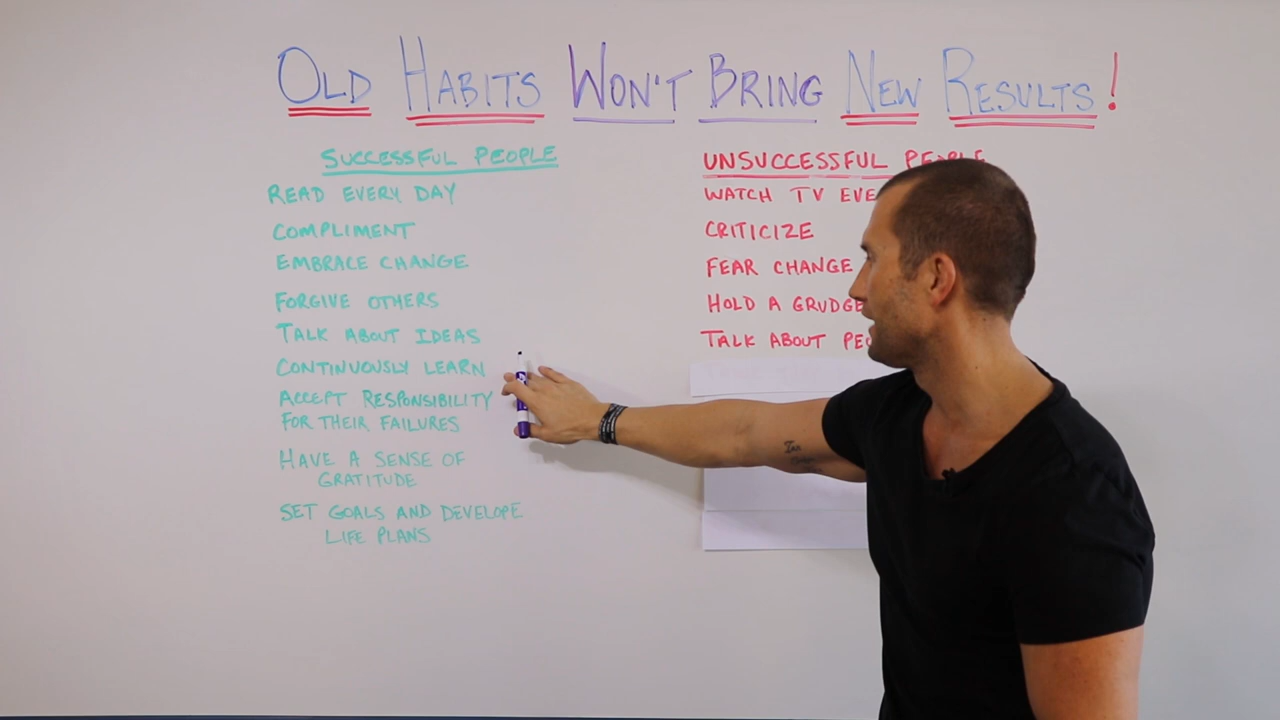 OLD HABITS WON'T BRING NEW RESULTS!
SUCCESSFUL PEOPLE
READ EVERY DAY
COMPLIMENT
EMBRACE CHANGE
FORGIVE OTHERS
TALK ABOUT IDEAS
CONTINUOUSLY LEARN
ACCEPT RESPONSIBILITY
FOR THEIR FAILURES
HAVE A SENSE OF
GRATITUDE
SET GOALS AND DEVELOPE
LIFE PLANS
UNSUCCESSFUL PEOPLE
WATCH TV
CRITICIZE
FEAR CHANGE
HOLD A GRUDGE
TALK ABOUT